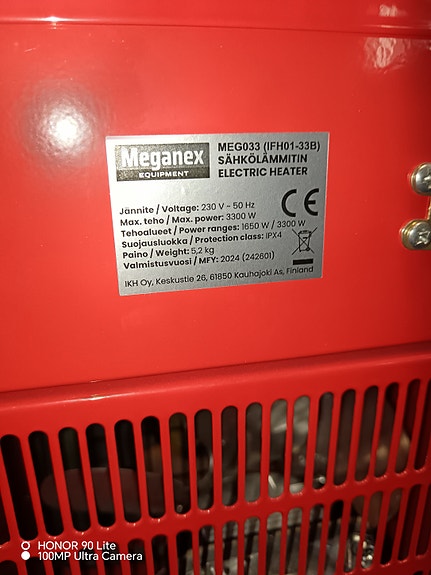 Meganex
EQUIPMENT
MEG033 (IFH01-33B)
SÄHKÖLÄMMITIN
ELECTRIC HEATER
Jännite / Voltage: 230 V ~ 50 Hz
Max. teho / Max. power: 3300 W
Tehoalueet / Power ranges: 1650 W / 3300 W
Suojausluokka / Protection class: IPX4
Paino / Weight: 5,2 kg
Valmistusvuosi / MFY: 2024 (242601)
CE
IKH Oy, Keskustie 26, 61850 Kauhajoki As, Finland
HONOR 90 Lite
100MP Ultra Camera